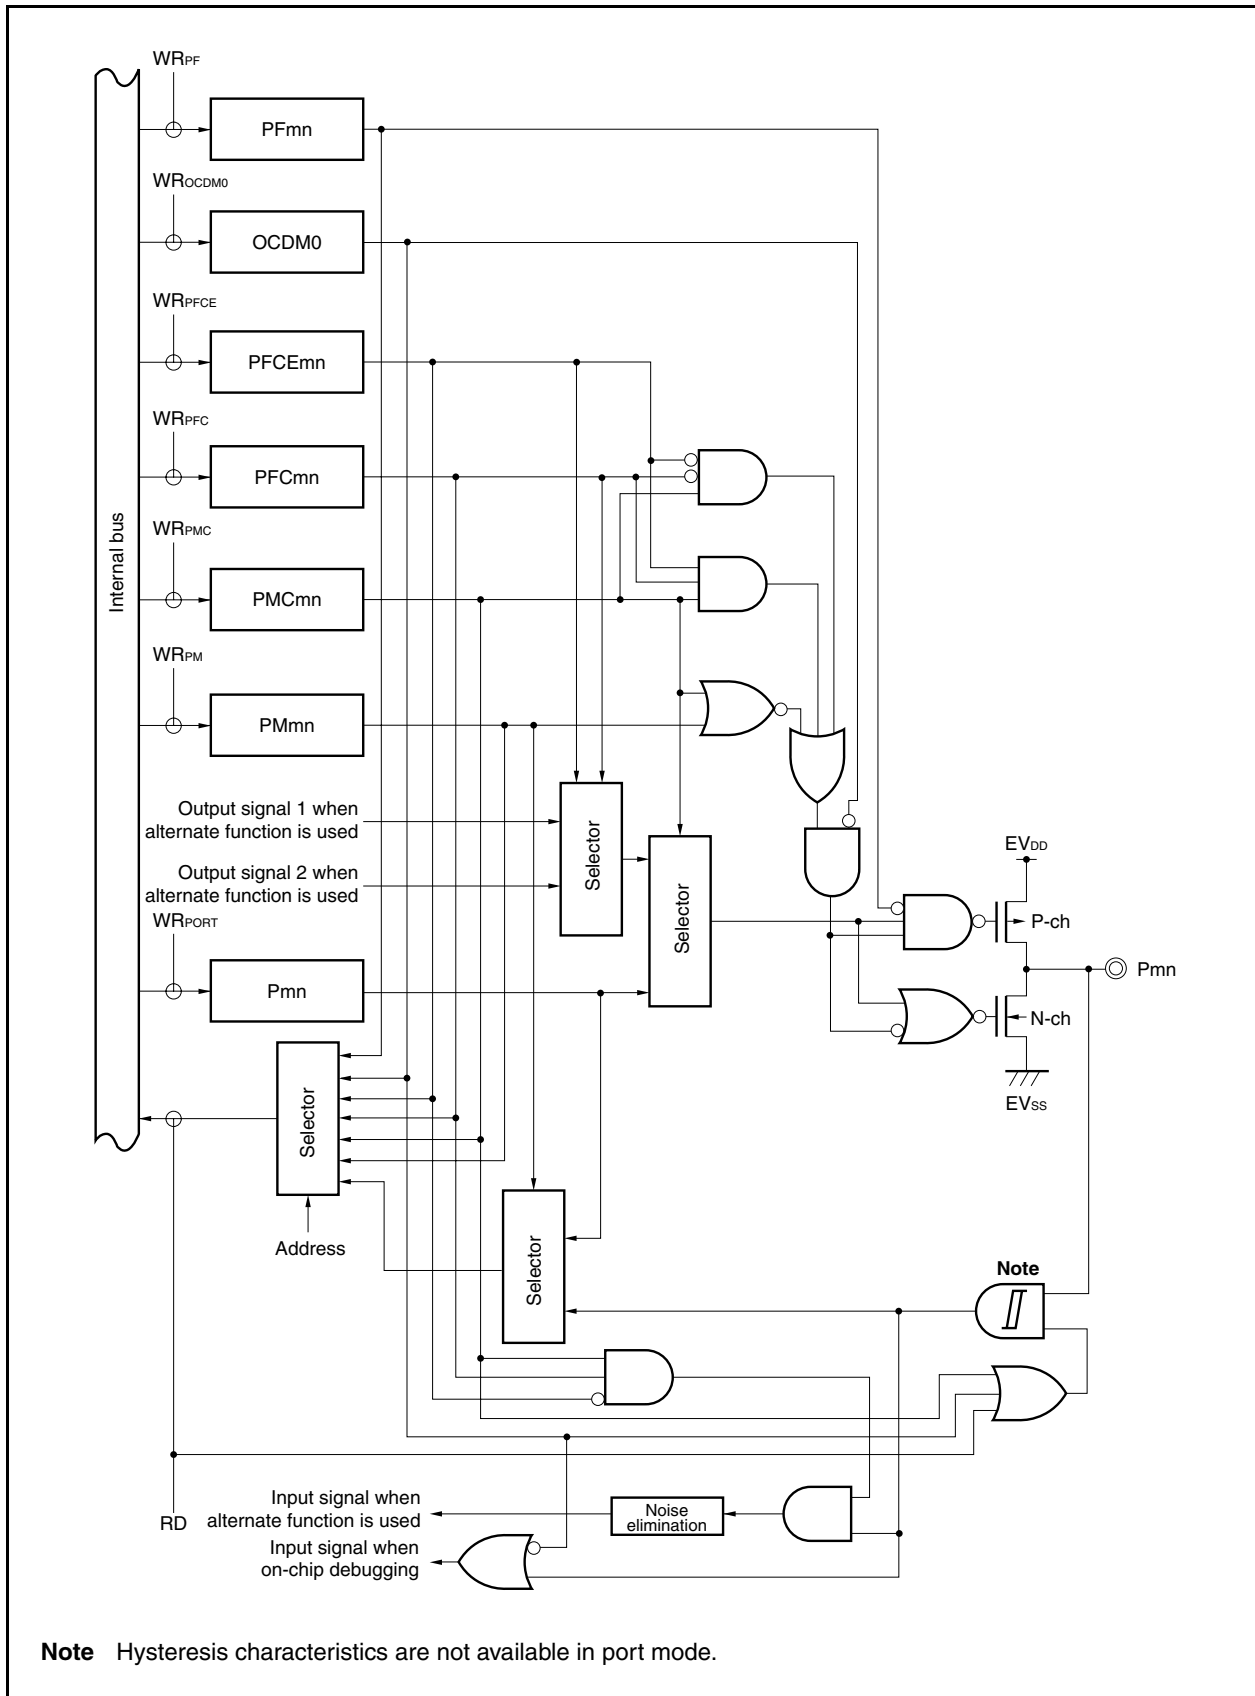 WRPF
PFmn
WROCDM0
OCDM0
WRPFCE
PFCEmn
WRPFC
PFCmn
Internal bus
WRPMC
PMCmn
WRPM
PMmn
Output signal 1 when
alternate function is used
Output signal 2 when
alternate function is used
Selector
Selector
EVDD
P-ch
WRPORT
Pmn
Pmn
N-ch
EVSS
Selector
Address
Selector
Note
RD
Input signal when
alternate function is used
Noise
elimination
Input signal when
on-chip debugging
Note Hysteresis characteristics are not available in port mode.